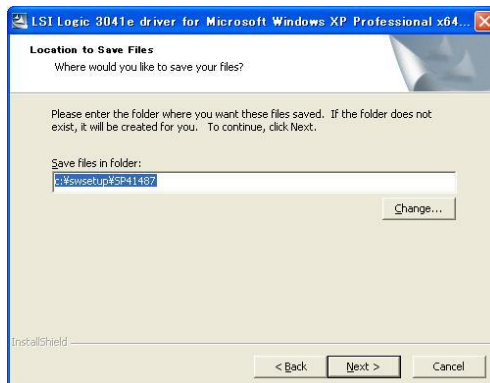 LSI Logic 3041e driver for Microsoft Windows XP Professional x64...
Location to Save Files
Where would you like to save your files?
Please enter the folder where you want these files saved. If the folder does not
exist, it will be created for you. To continue, click Next.
Save files in folder:
c:¥swsetup¥SP41487
Change...
InstallShield
< Back
Next >
Cancel